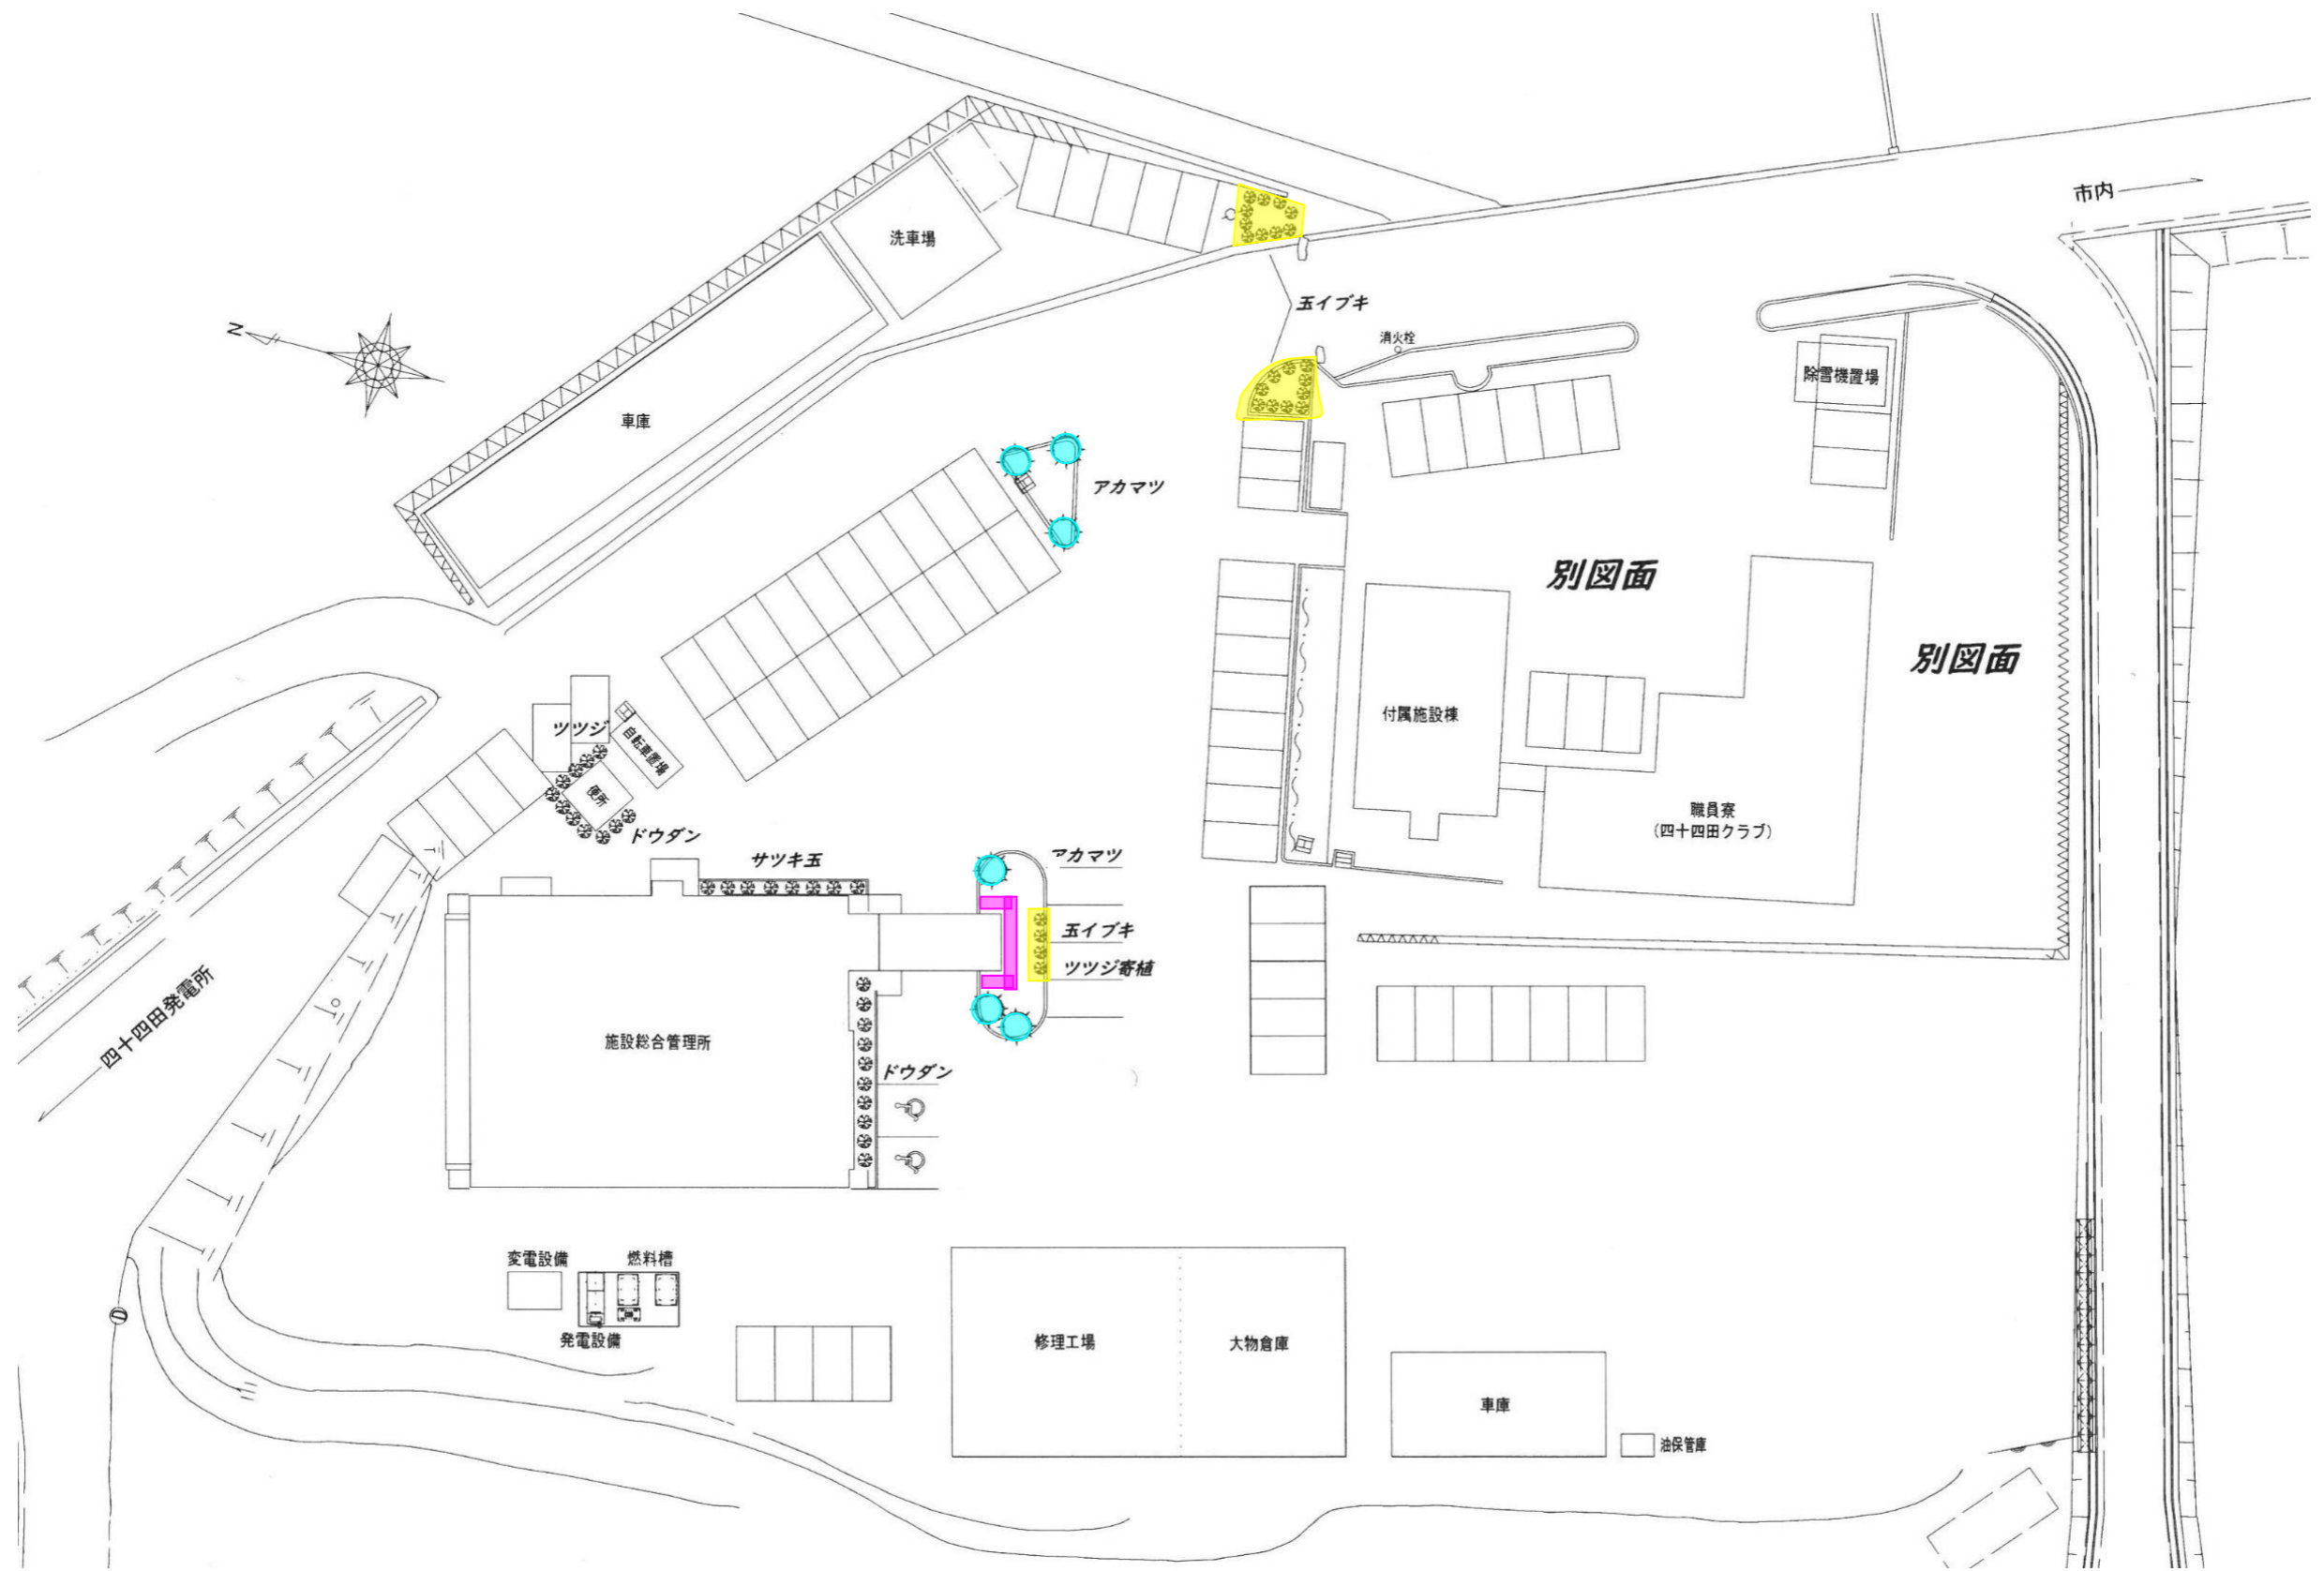 市内
洗車場
玉イブキ
消火栓
N
除雪機置場
車庫
アカマツ
別図面
別図面
ツツジ
自転車置場
付属施設棟
便所
職員寮
(四十四田クラブ)
ドウダン
サツキ玉
アカマツ
玉イブキ
ツツジ寄植
四十四田発電所
施設総合管理所
ドウダン
変電設備
燃料槽
発電設備
修理工場
大物倉庫
車庫
油保管庫